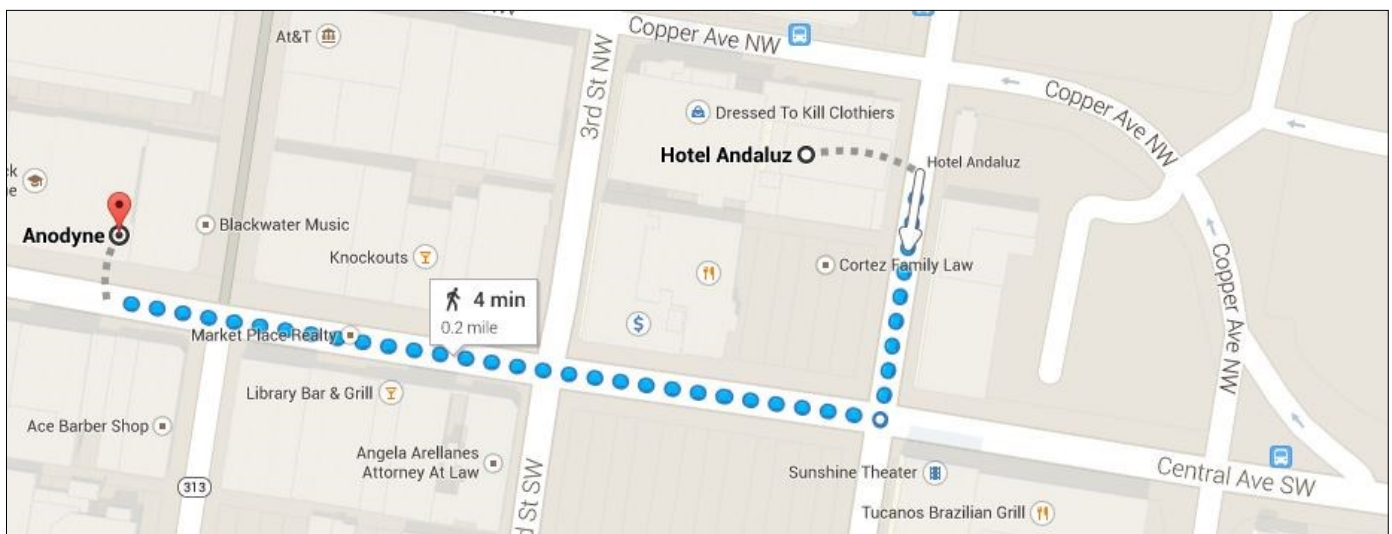 NW
Copper Ave NW
At&T
3rd St NW
Dressed To Kill Clothiers
Copper Ave NW
Hotel Andaluz
Hotel Andaluz
ck
e
Blackwater Music
Anodyne
Knockouts
Cortez Family Law
Copper Ave NW
4 min
0.2 mile
$
Market Place Realty
Library Bar & Grill
Ace Barber Shop
Angela Arellanes
Attorney At Law
313
d St SW
Sunshine Theater
Central Ave SW
Tucanos Brazilian Grill